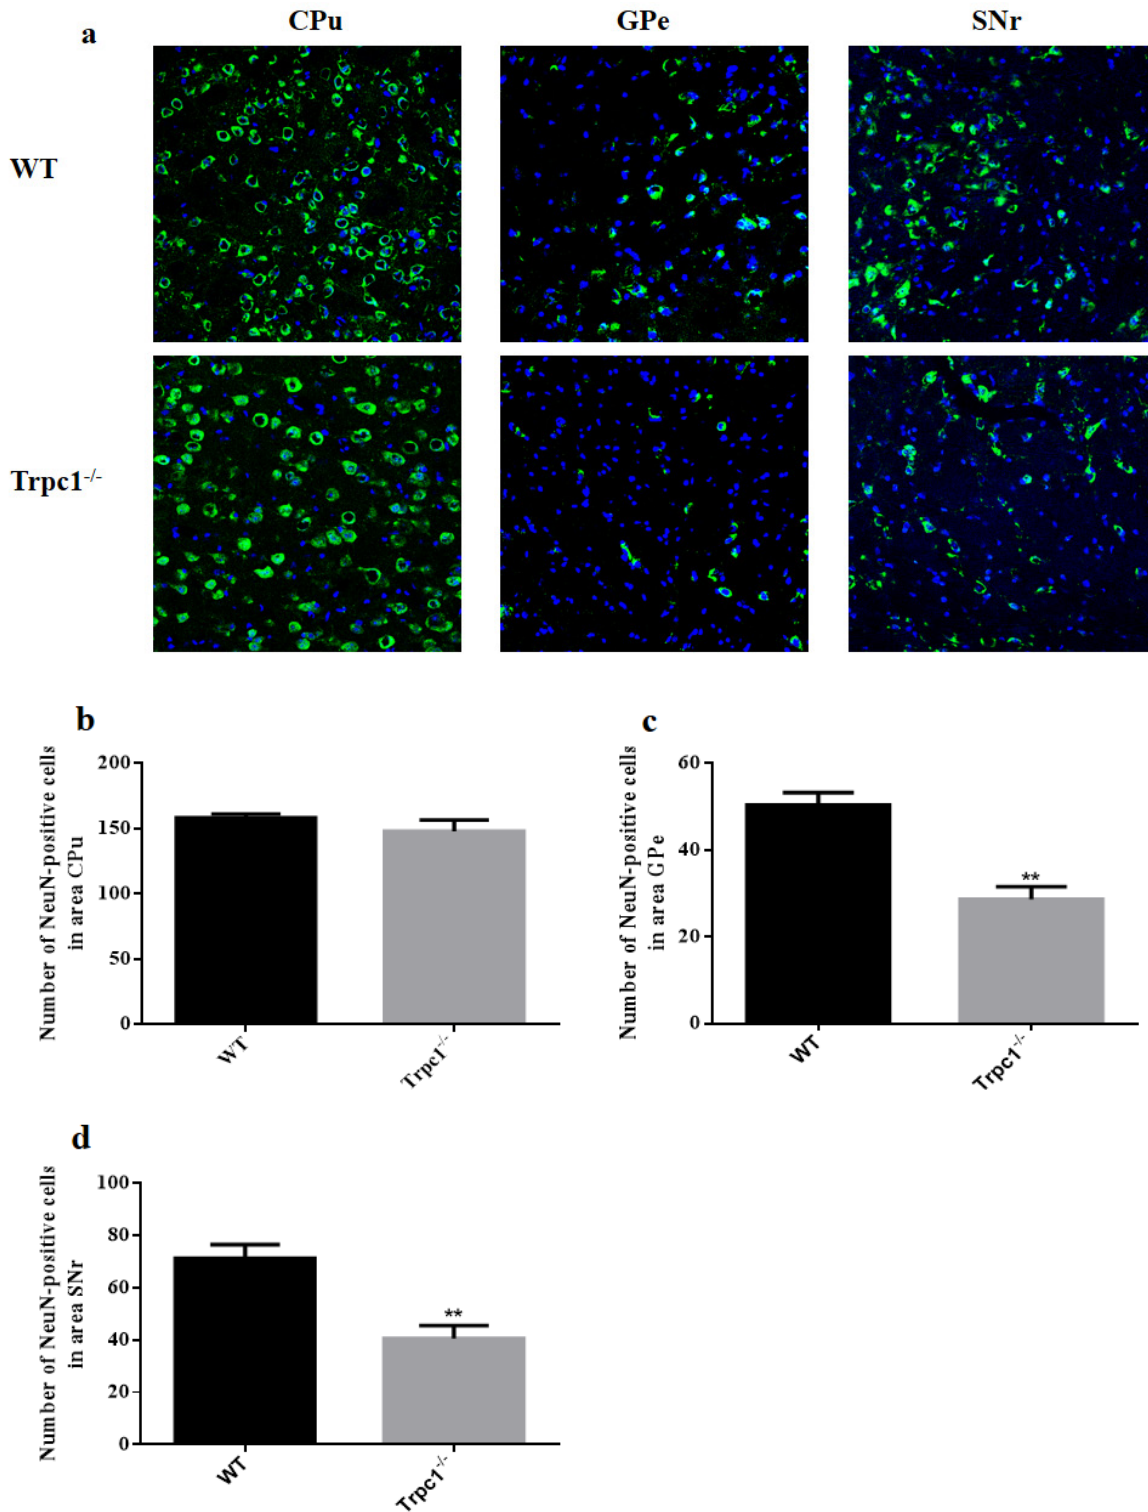 a
CPu
GPe
SNr
WT
Trpc1-/-
b
Number of NeuN-positive cells
in area CPu
200
150
100
50
0
WT
Trpc1-/-
c
Number of NeuN-positive cells
in area GPe
60
40
20
0
**
WT
Trpc1-/-
d
Number of NeuN-positive cells
in area SNr
100
80
60
40
20
0
**
WT
Trpc1-/-